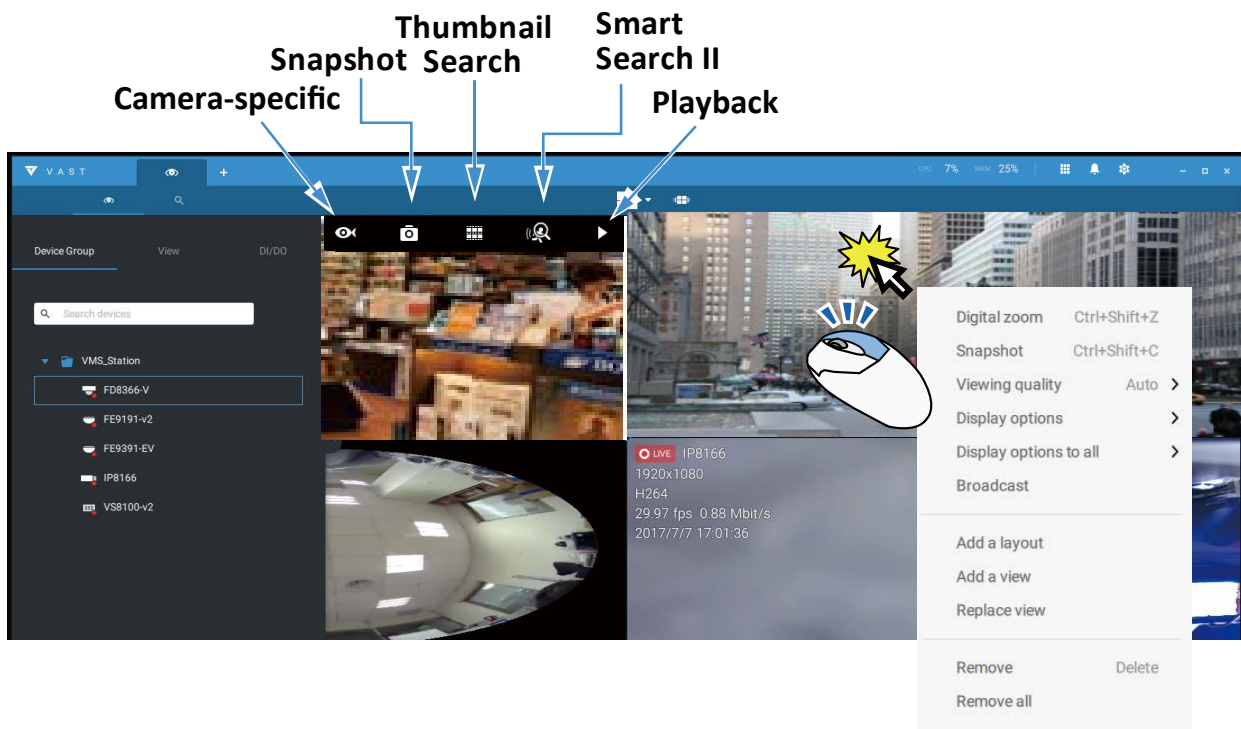 Thumbnail
Search
Smart
Search II
Snapshot
Camera-specific
Playback
VAST
CPU 7% MEM 25%
Device Group View DI/DO
Search devices
VMS_Station
FD8366-V
FE9191-v2
FE9391-EV
IP8166
VS8100-v2
LIVE IP8166
1920x1080
H264
29.97 fps 0.88 Mbit/s
2017/7/7 17:01:36
Digital zoom Ctrl+Shift+Z
Snapshot Ctrl+Shift+C
Viewing quality Auto
Display options
Display options to all
Broadcast
Add a layout
Add a view
Replace view
Remove Delete
Remove all